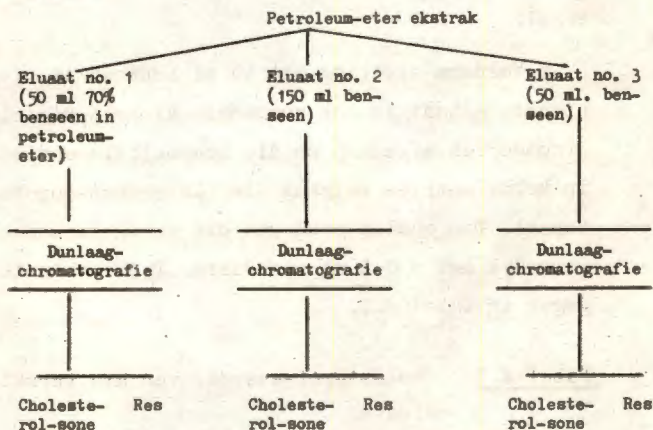 Petroleum-eter ekstrak
Eluaat no. 1
(50 ml 70%
benseen in
petroleum-
eter)
Eluaat no. 2
(150 ml ben-
seen)
Eluaat no. 3
(50 ml. ben-
seen)
Dunlaag-
chromatografie
Dunlaag-
chromatografie
Dunlaag-
chromatografie
Choleste- Res
rol-sone
Choleste- Res
rol-sone
Choleste- Res
rol-sone